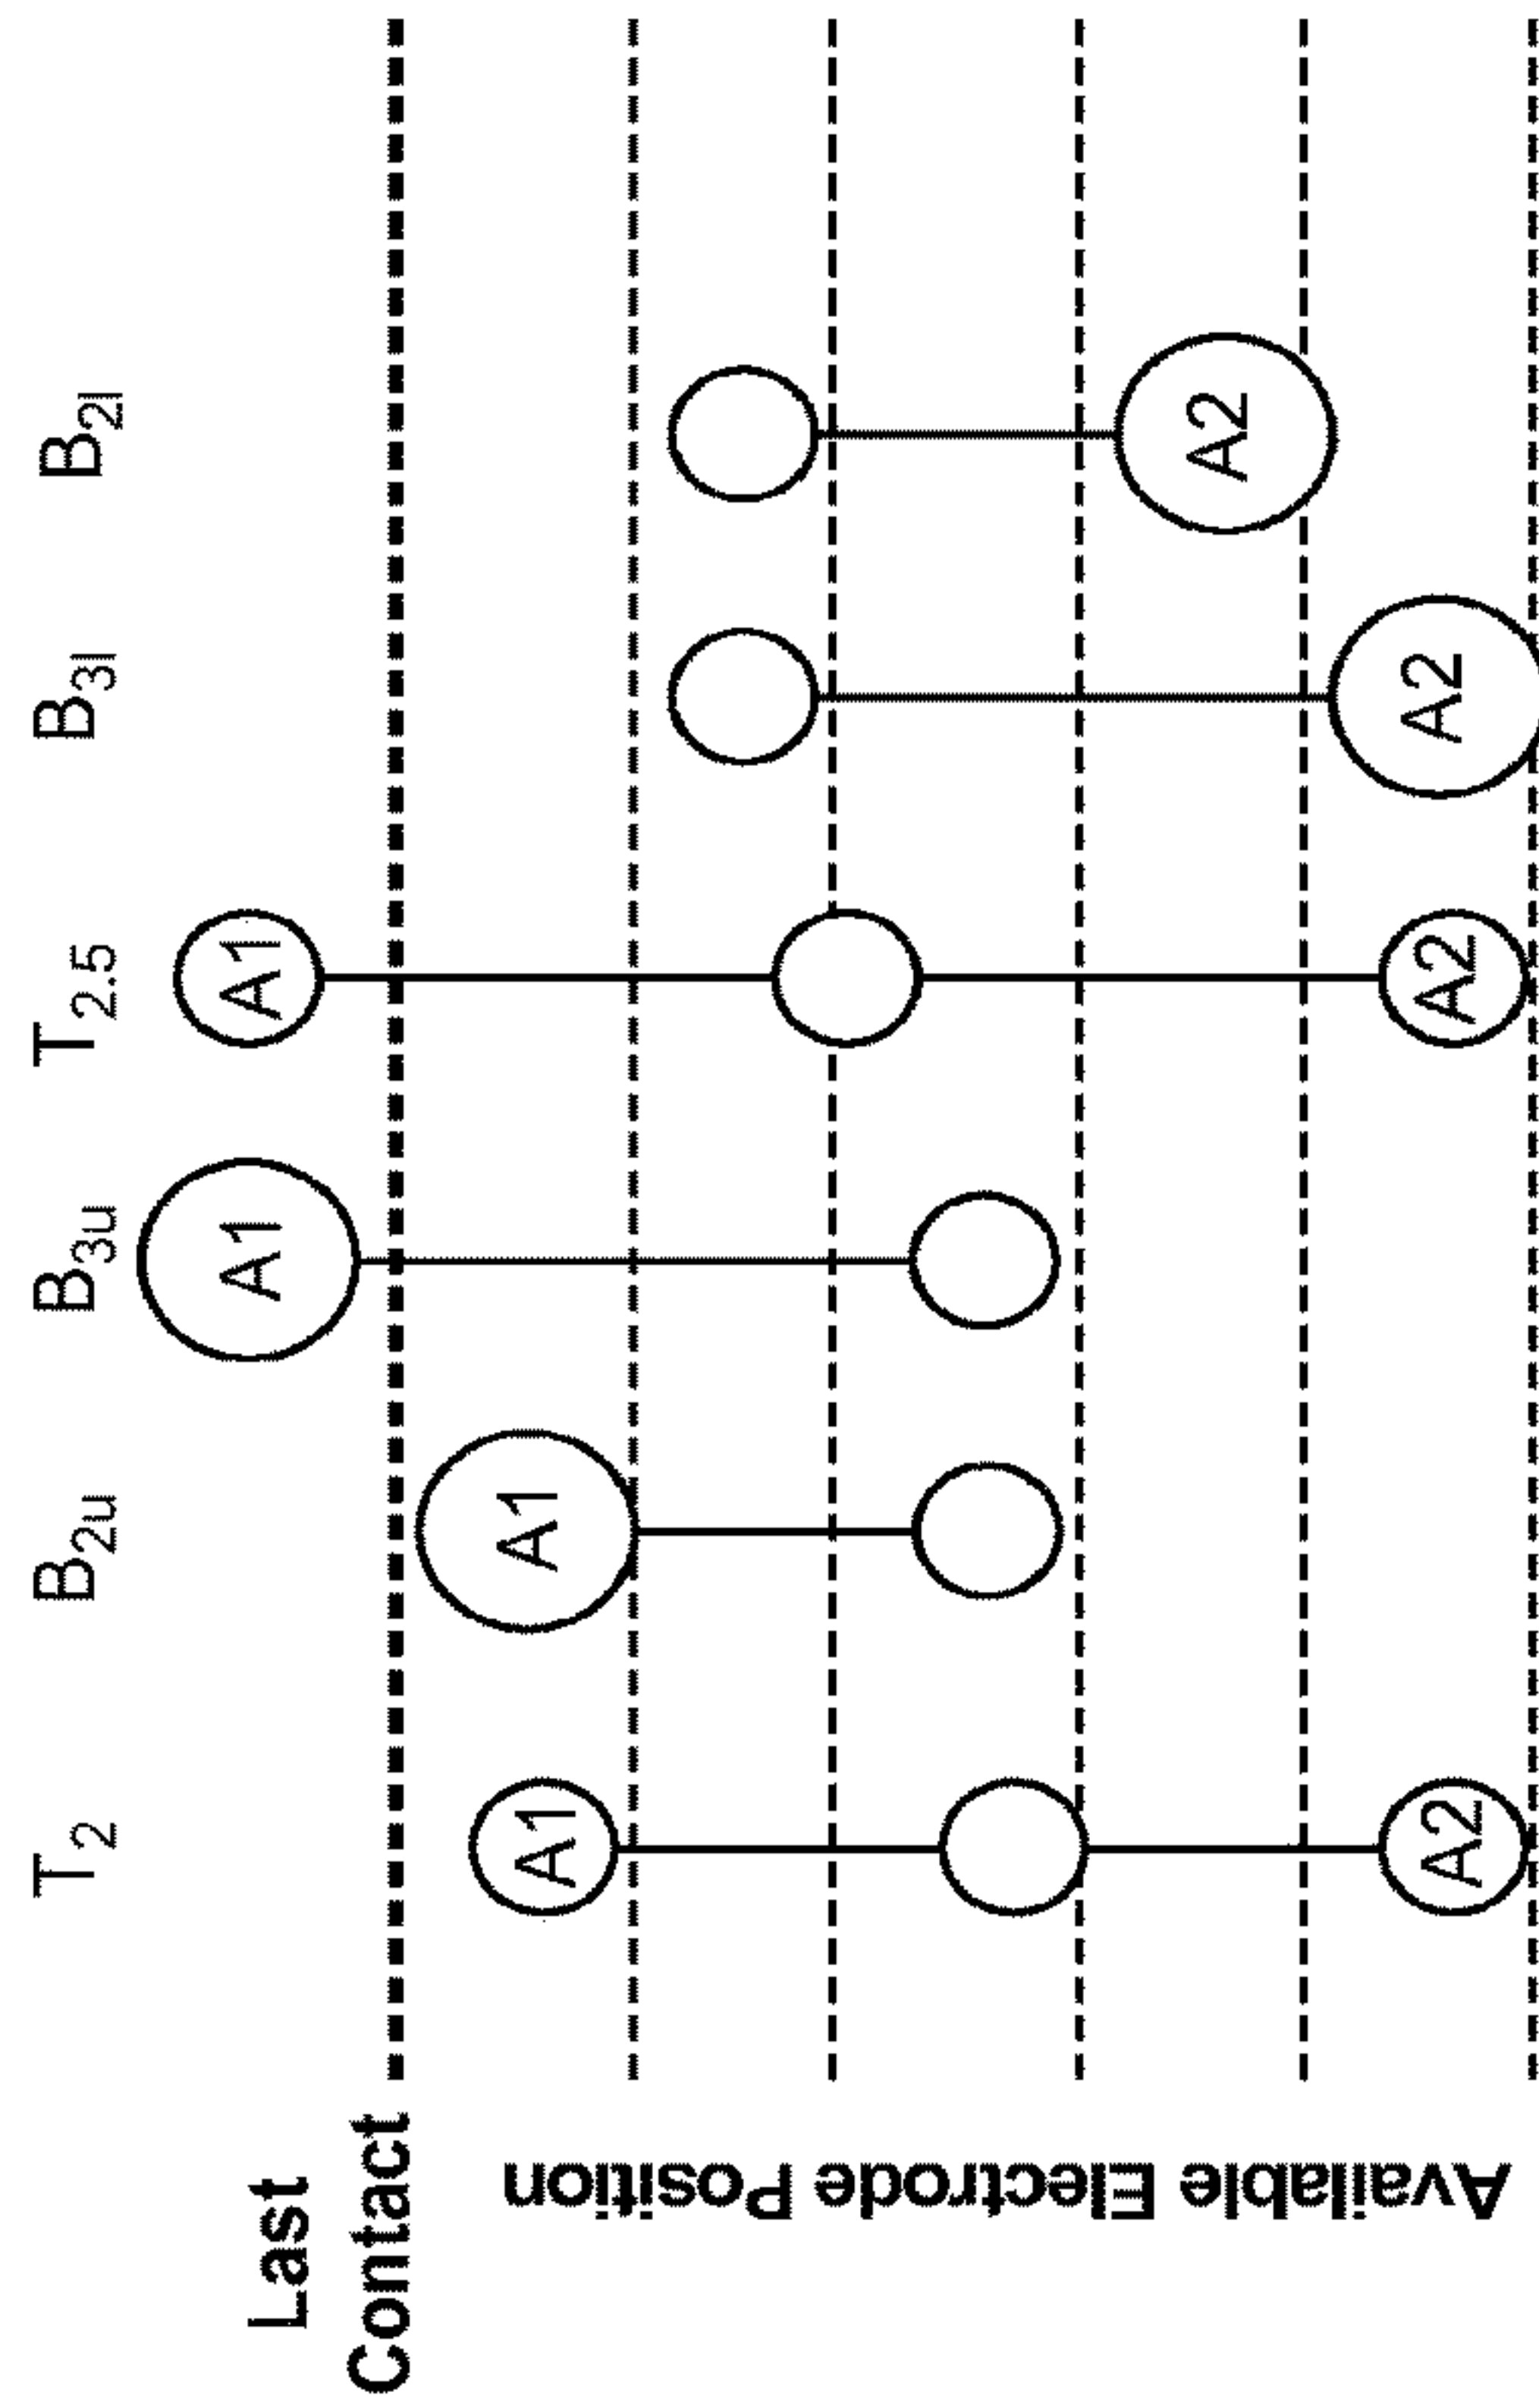 T2 B2u B3u T2.5 B3l B2l
A1 A1
Last
Contact
A1 A1
Available Electrode Position
A2
A2 A2 A2